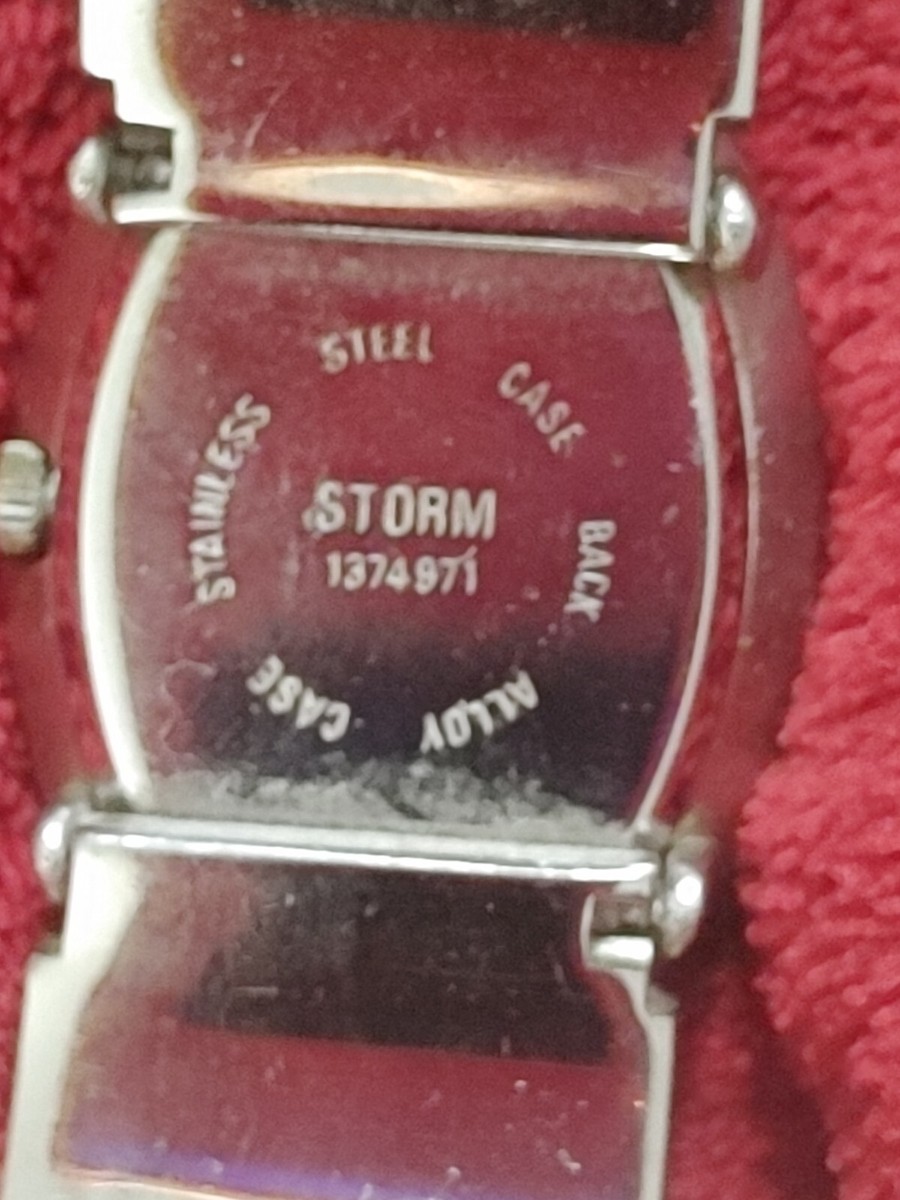 STAINLESS STEEL CASE BACK
ALLOY CASE
STORM
1374971